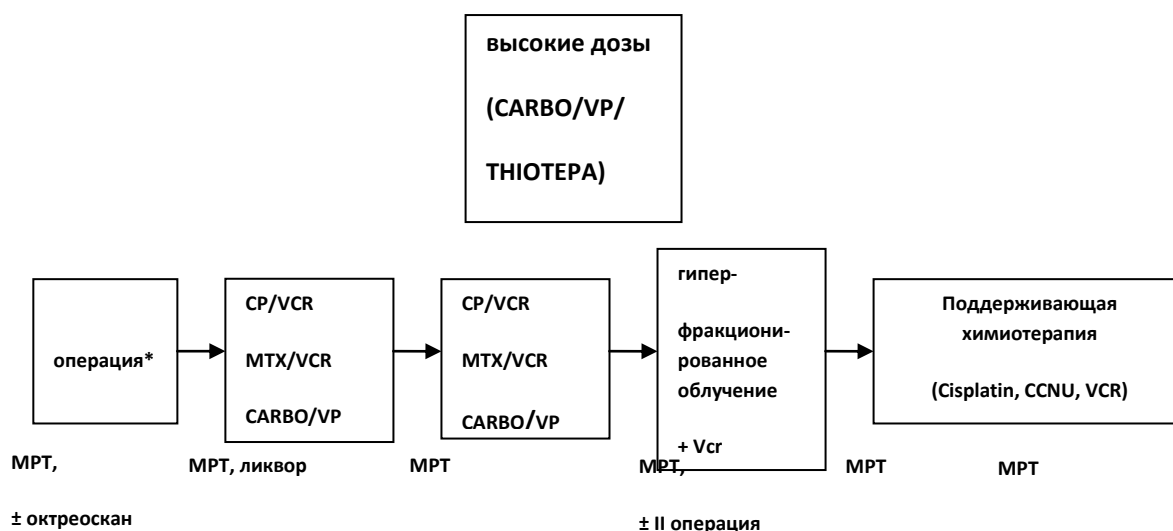 высокие дозы
(CARBO/VP/
THIOTEPA)
операция*
CP/VCR
MTX/VCR
CARBO/VP
CP/VCR
MTX/VCR
CARBO/VP
гипер-
фракциони-
рованное
облучение
+ Vcr
Поддерживающая
химиотерапия
(Cisplatin, CCNU, VCR)
МРТ,
± октреоскан
МРТ, ликвор
МРТ
МРТ,
± II операция
МРТ
МРТ